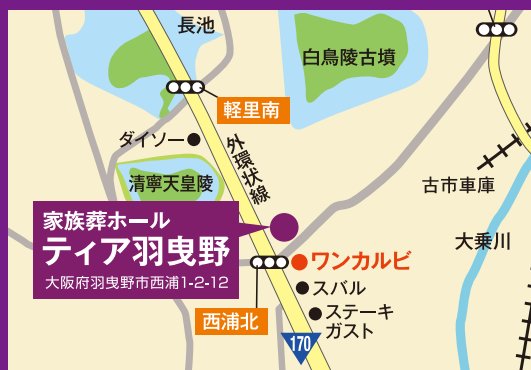 長池
白鳥陵古墳
軽里南
ダイソー
外環状線
清寧天皇陵
古市車庫
家族葬ホール
ティア羽曳野
大阪府羽曳野市西浦1-2-12
大乗川
ワンカルビ
スバル
西浦北
ステーキ
ガスト
170